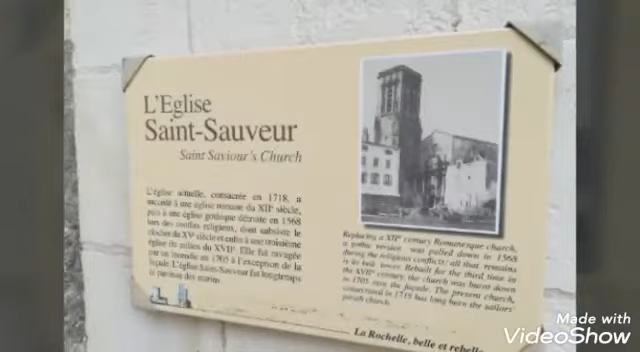 L'Eglise
Saint-Sauveur
Saint Saviour's Church
L'église actuelle, consacrée en 1718, a
succédé à une église romane du XIIᵉ siècle,
puis à une église gothique détruite en 1568
lors des conflits religieux, dont subsiste le
clocher du XVᵉ siècle et enfin à une troisième
église du milieu du XVIIᵉ. Elle fut ravagée
par un incendie en 1705 à l'exception de la
façade. L'église Saint-Sauveur fut longtemps
la paroisse des marins.
Replacing a XIIᵗʰ century Romanesque church,
a gothic version was pulled down in 1568
during the religious conflicts: all that remains
is its bell tower. Rebuilt for the third time in
the XVIIᵗʰ century, the church was burnt down
in 1705 save the façade. The present church,
consecrated in 1718 has long been the sailors'
parish church.
La Rochelle, belle et rebelle
Made with
VideoShow